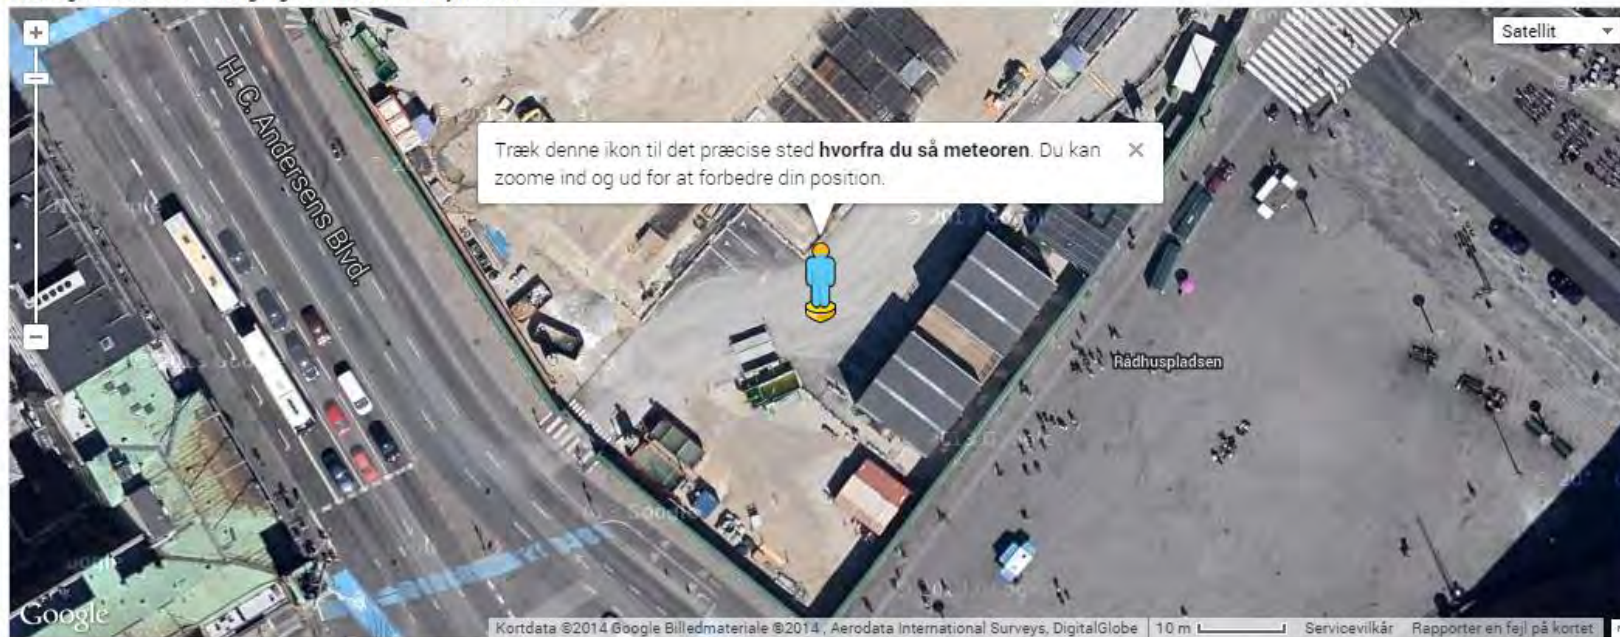 Satellit
H. C. Andersens Blvd.
Træk denne ikon til det præcise sted hvorfra du så meteoren. Du kan
zoome ind og ud for at forbedre din position.
Rådhuspladsen
Google
Kortdata ©2014 Google Billedmateriale ©2014 , Aerodata International Surveys, DigitalGlobe 10 m Servicevilkår Rapporter en fejl på kortet